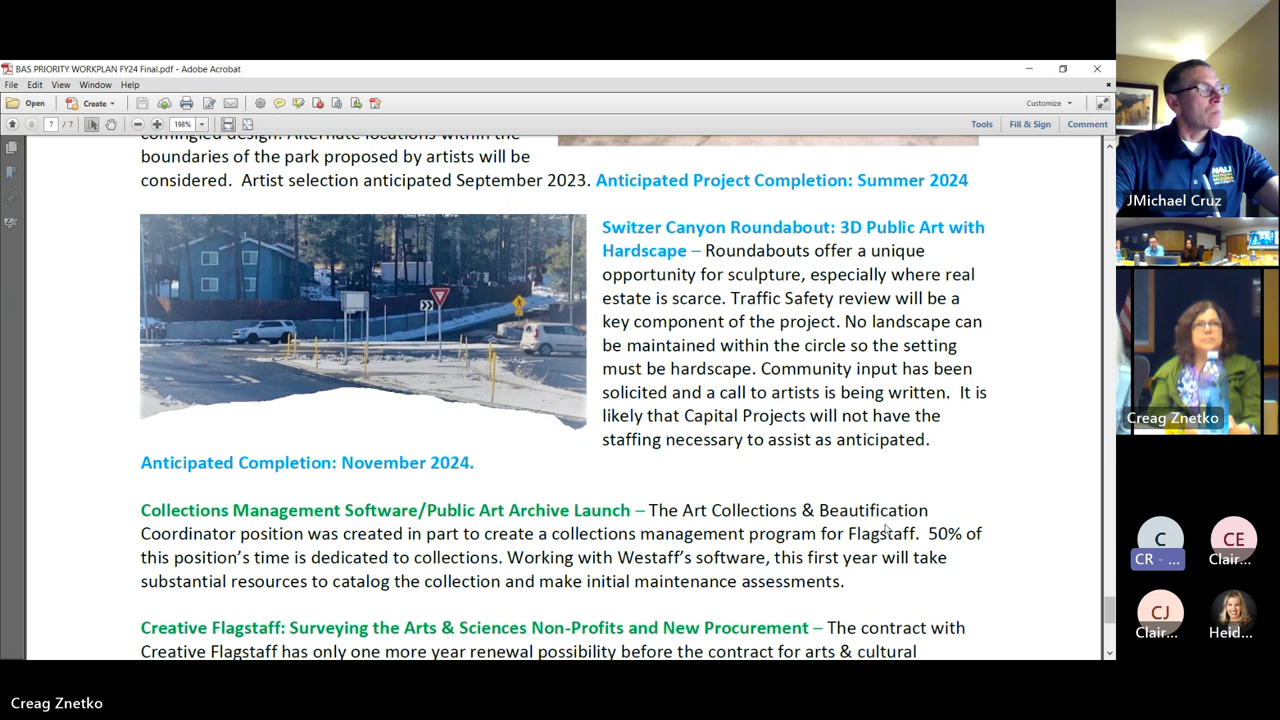 BAS PRIORITY WORKPLAN FY24 Final.pdf - Adobe Acrobat
File Edit View Window Help
Open Create Customize
7 / 7 198% Tools Fill & Sign Comment
boundaries of the park proposed by artists will be
considered. Artist selection anticipated September 2023. Anticipated Project Completion: Summer 2024
Switzer Canyon Roundabout: 3D Public Art with
Hardscape – Roundabouts offer a unique
opportunity for sculpture, especially where real
estate is scarce. Traffic Safety review will be a
key component of the project. No landscape can
be maintained within the circle so the setting
must be hardscape. Community input has been
solicited and a call to artists is being written. It is
likely that Capital Projects will not have the
staffing necessary to assist as anticipated.
Anticipated Completion: November 2024.
Collections Management Software/Public Art Archive Launch – The Art Collections & Beautification
Coordinator position was created in part to create a collections management program for Flagstaff. 50% of
this position's time is dedicated to collections. Working with Westaff's software, this first year will take
substantial resources to catalog the collection and make initial maintenance assessments.
Creative Flagstaff: Surveying the Arts & Sciences Non-Profits and New Procurement – The contract with
Creative Flagstaff has only one more year renewal possibility before the contract for arts & cultural
NAU
JMichael Cruz
Creag Znetko
C
CR - ...
CE
Clair...
CJ
Clair...
Heid...
Creag Znetko